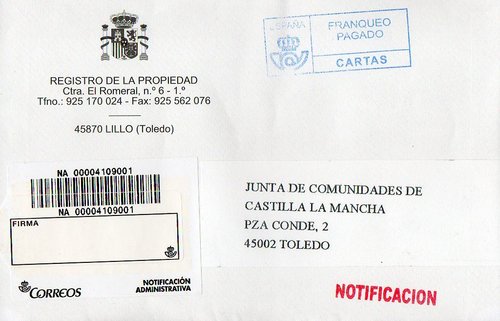 REGISTRO DE LA PROPIEDAD
Ctra. El Romeral, n.º 6 - 1.º
Tfno.: 925 170 024 - Fax: 925 562 076
45870 LILLO (Toledo)
ESPAÑA
FRANQUEO
PAGADO
CARTAS
NA 00004109001
NA 00004109001
FIRMA
CORREOS
NOTIFICACIÓN
ADMINISTRATIVA
JUNTA DE COMUNIDADES DE
CASTILLA LA MANCHA
PZA CONDE, 2
45002 TOLEDO
NOTIFICACION